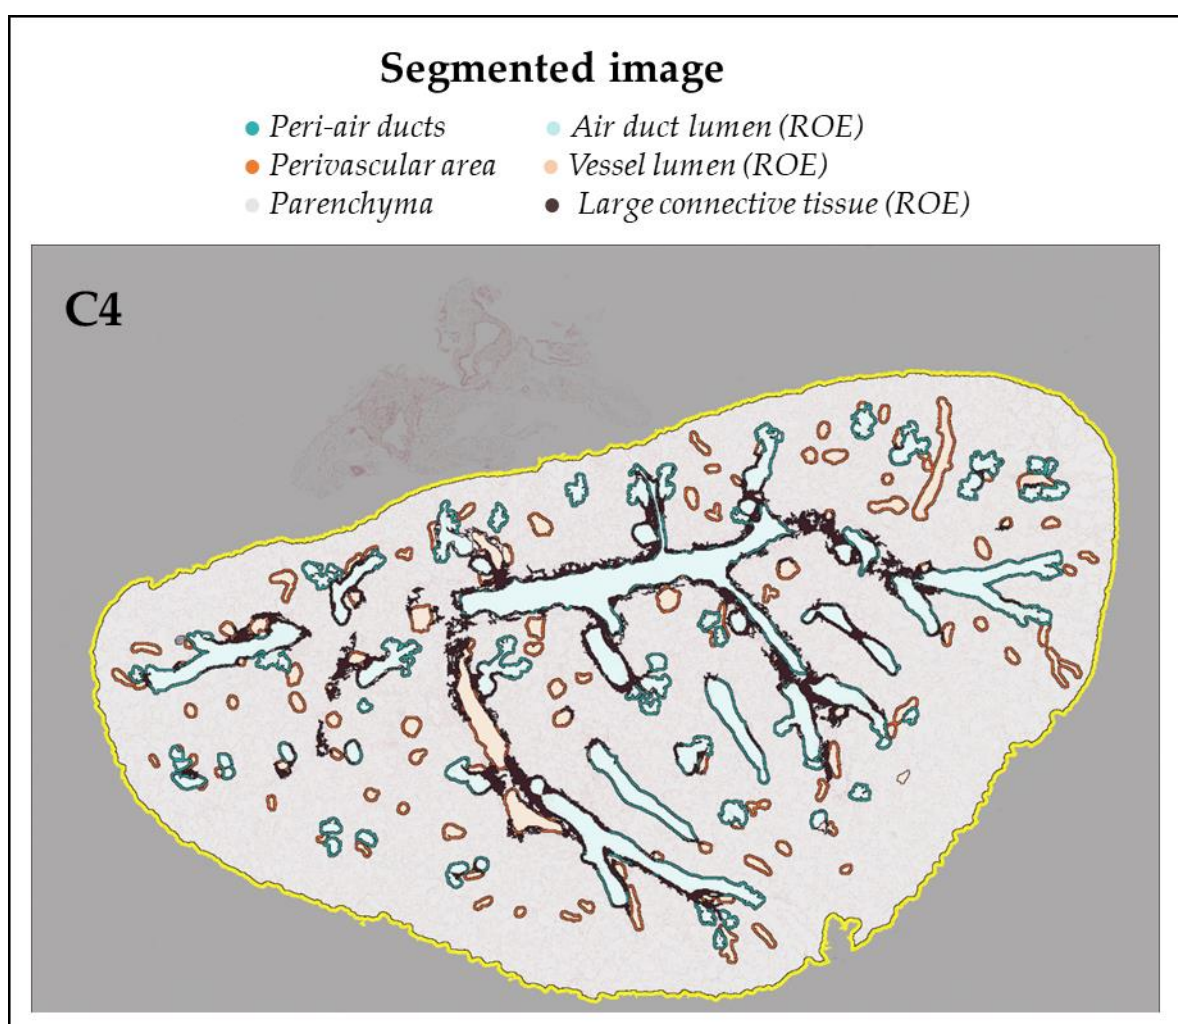 Segmented image
Peri-air ducts
Air duct lumen (ROE)
Perivascular area
Vessel lumen (ROE)
Parenchyma
Large connective tissue (ROE)
C4